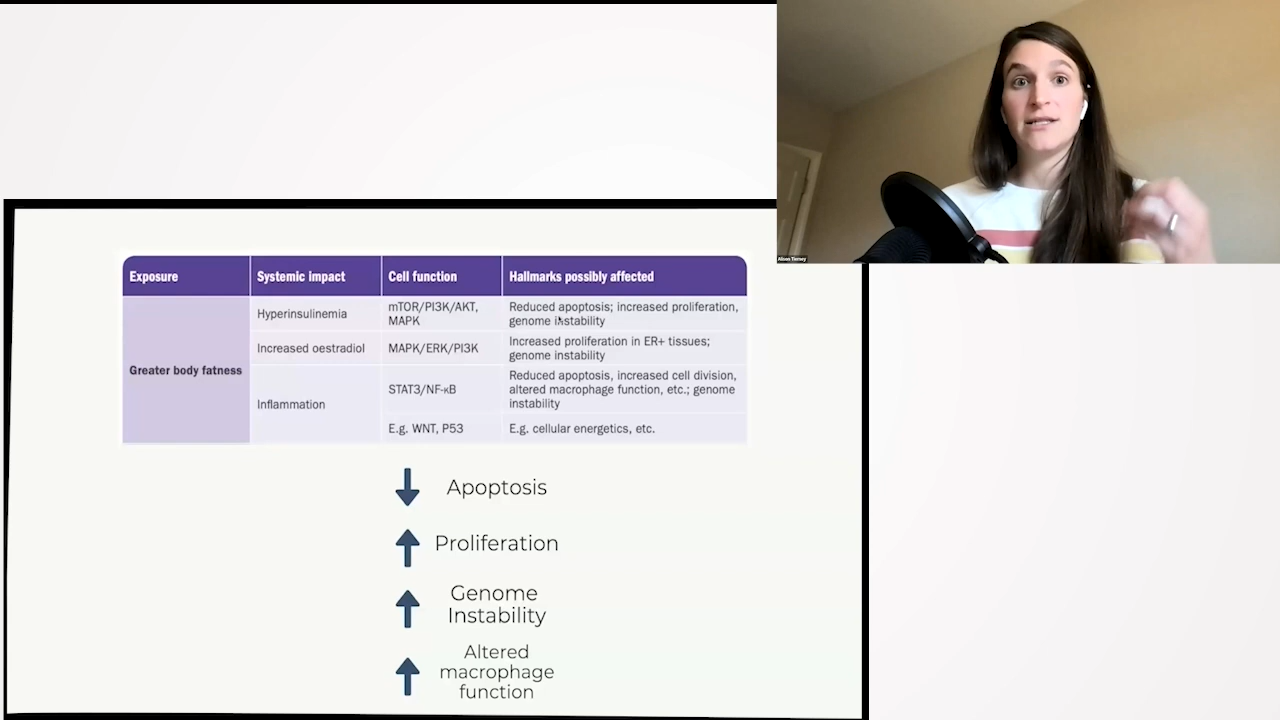 Alison Tierney
Exposure
Systemic impact
Cell function
Hallmarks possibly affected
Greater body fatness
Hyperinsulinemia
mTOR/PI3K/AKT,
MAPK
Reduced apoptosis; increased proliferation,
genome instability
Increased oestradiol
MAPK/ERK/PI3K
Increased proliferation in ER+ tissues;
genome instability
Inflammation
STAT3/NF-κB
Reduced apoptosis, increased cell division,
altered macrophage function, etc.; genome
instability
E.g. WNT, P53
E.g. cellular energetics, etc.
Apoptosis
Proliferation
Genome
Instability
Altered
macrophage
function